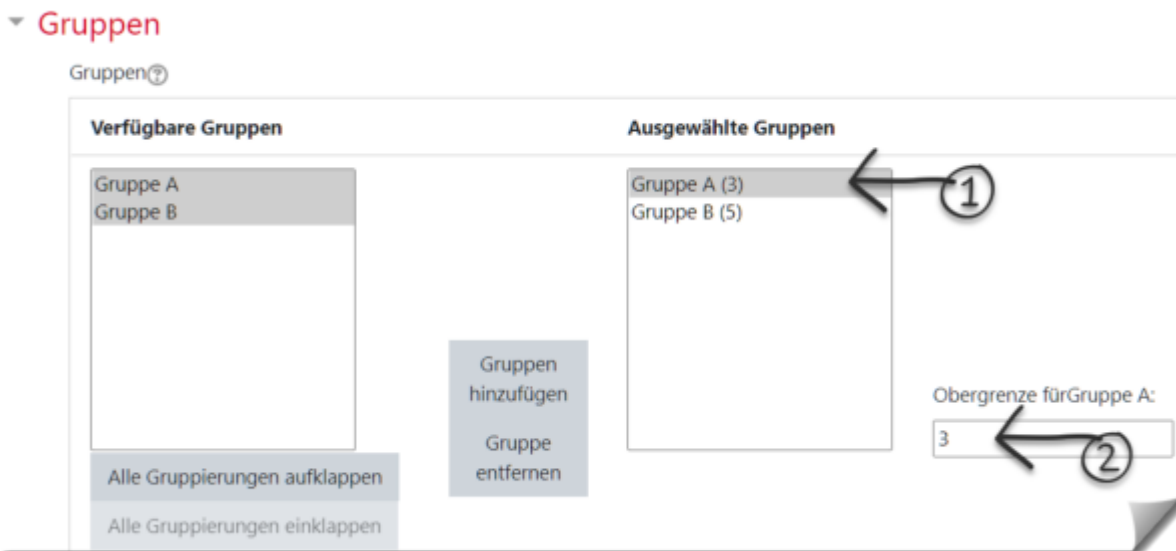 Gruppen
Gruppen?
Verfügbare Gruppen
Ausgewählte Gruppen
Gruppe A
Gruppe B
Gruppe A (3)
Gruppe B (5)
1
Gruppen
hinzufügen
Gruppe
entfernen
Obergrenze fürGruppe A:
3
2
Alle Gruppierungen aufklappen
Alle Gruppierungen einklappen